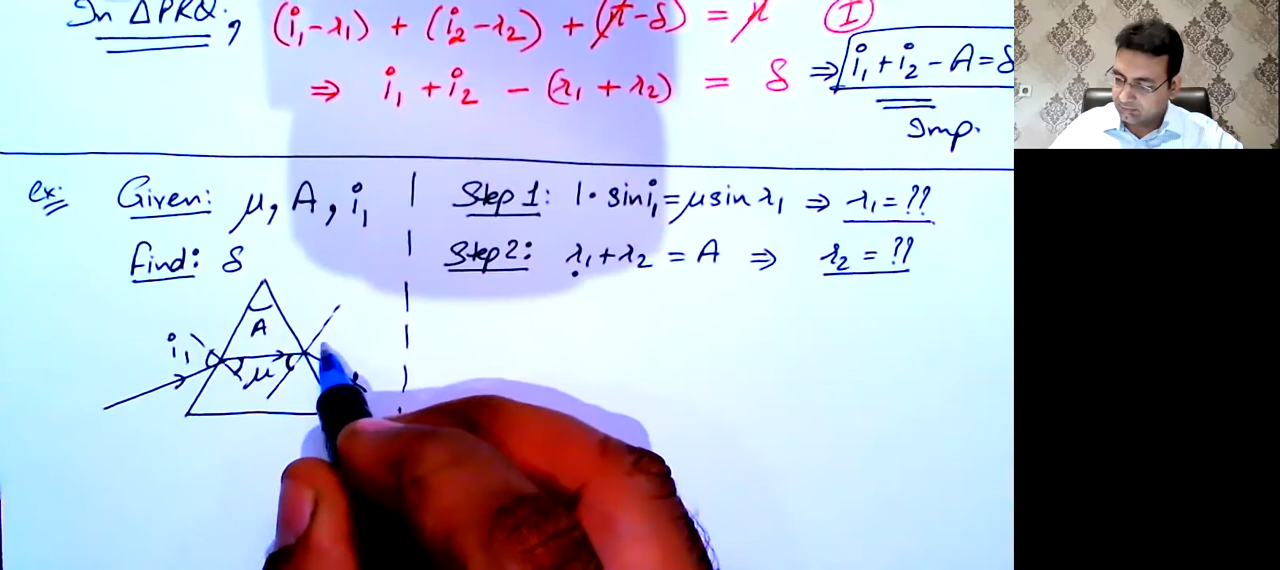 In ΔPRQ, (i₁-r₁) + (i₂-r₂) + (π-δ) = π (I)
⇒ i₁ + i₂ - (r₁ + r₂) = δ ⇒ i₁ + i₂ - A = δ
Imp.
ex: Given: μ, A, i₁
Find: δ
Step 1: 1· sin i₁ = μ sin r₁ ⇒ r₁ = ??
Step 2: r₁ + r₂ = A ⇒ r₂ = ??
A
i₁
μ